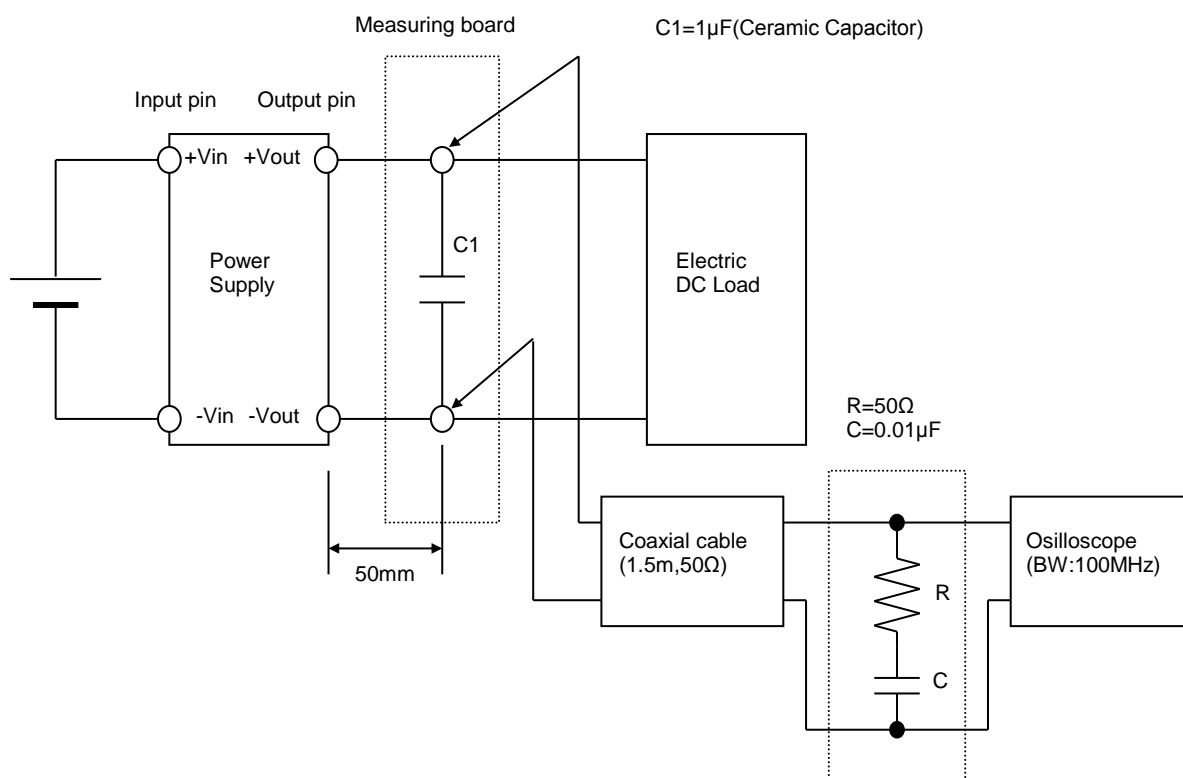 Measuring board
C1=1µF(Ceramic Capacitor)
Input pin
Output pin
+Vin +Vout
C1
Power
Supply
Electric
DC Load
-Vin -Vout
R=50Ω
C=0.01µF
50mm
Coaxial cable
(1.5m,50Ω)
R
C
Osilloscope
(BW:100MHz)